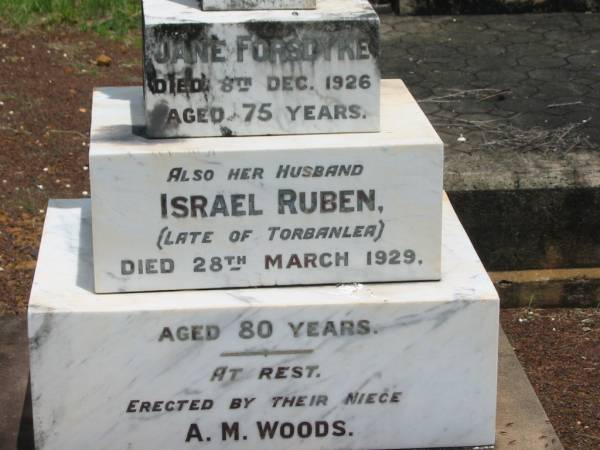 JANE FORSDYKE
DIED 8TH DEC. 1926
AGED 75 YEARS.
ALSO HER HUSBAND
ISRAEL RUBEN,
(LATE OF TORBANLEA)
DIED 28TH MARCH 1929.
AGED 80 YEARS.
AT REST.
ERECTED BY THEIR NIECE
A. M. WOODS.